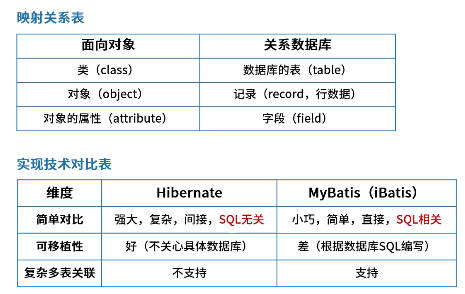 映射关系表
面向对象 关系数据库
类（class） 数据库的表（table）
对象（object） 记录（record，行数据）
对象的属性（attribute） 字段（field）
实现技术对比表
维度 Hibernate MyBatis（iBatis）
简单对比 强大，复杂，间接，SQL无关 小巧，简单，直接，SQL相关
可移植性 好（不关心具体数据库） 差（根据数据库SQL编写）
复杂多表关联 不支持 支持